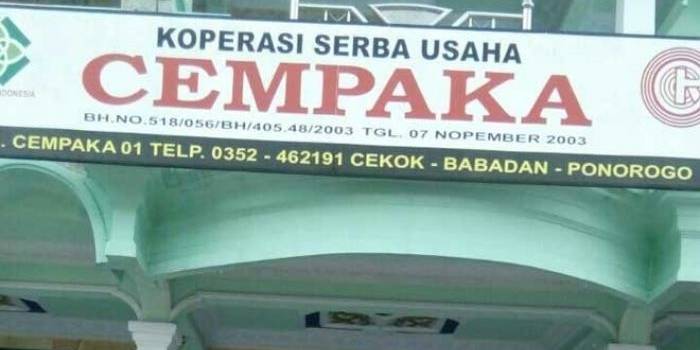 KOPERASI SERBA USAHA
CEMPAKA
INDONESIA
BH.NO.518/056/BH/405.48/2003 TGL. 07 NOPEMBER 2003
. CEMPAKA 01 TELP. 0352 - 462191 CEKOK - BABADAN - PONOROGO